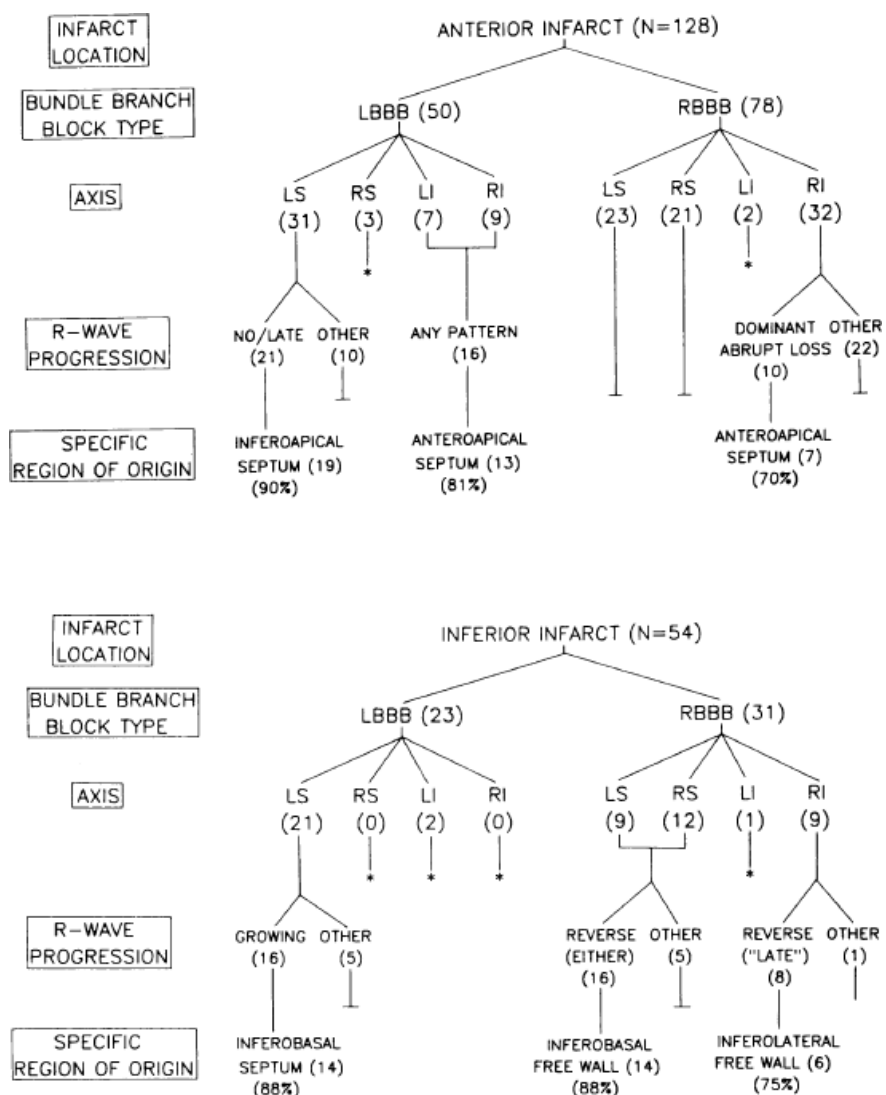 INFARCT
LOCATION
ANTERIOR INFARCT (N=128)
BUNDLE BRANCH
BLOCK TYPE
LBBB (50)
RBBB (78)
AXIS
LS RS LI RI
(31) (3) (7) (9)
LS RS LI RI
(23) (21) (2) (32)
*
*
R-WAVE
PROGRESSION
NO/LATE OTHER
(21) (10)
ANY PATTERN
(16)
DOMINANT OTHER
ABRUPT LOSS (22)
(10)
SPECIFIC
REGION OF ORIGIN
INFEROAPICAL
SEPTUM (19)
(90%)
ANTEROAPICAL
SEPTUM (13)
(81%)
ANTEROAPICAL
SEPTUM (7)
(70%)
INFARCT
LOCATION
INFERIOR INFARCT (N=54)
BUNDLE BRANCH
BLOCK TYPE
LBBB (23)
RBBB (31)
AXIS
LS RS LI RI
(21) (0) (2) (0)
LS RS LI RI
(9) (12) (1) (9)
* * *
*
R-WAVE
PROGRESSION
GROWING OTHER
(16) (5)
REVERSE OTHER
(EITHER) (5)
(16)
REVERSE OTHER
("LATE") (1)
(8)
SPECIFIC
REGION OF ORIGIN
INFEROBASAL
SEPTUM (14)
(88%)
INFEROBASAL
FREE WALL (14)
(88%)
INFEROLATERAL
FREE WALL (6)
(75%)